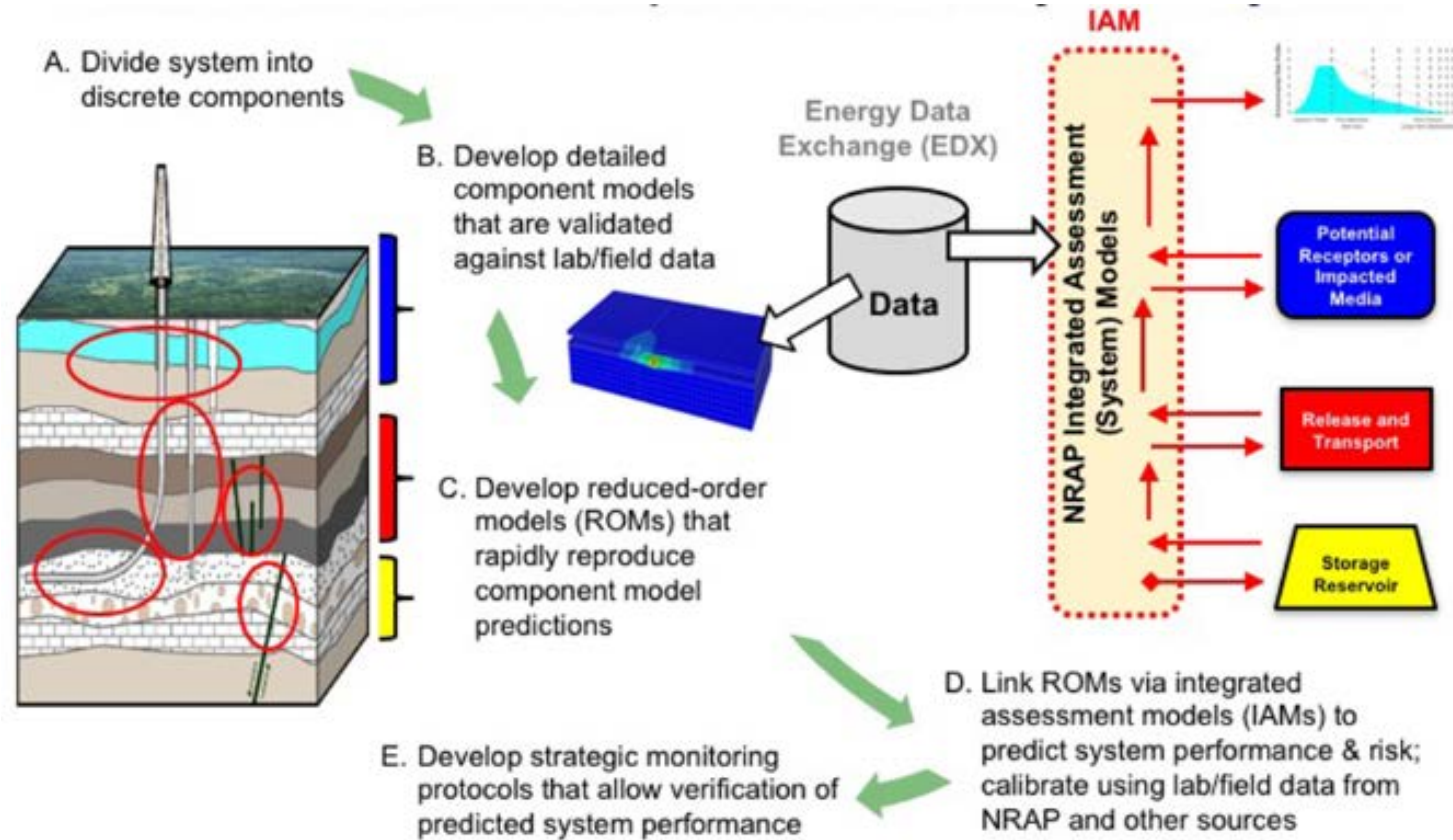 IAM
A. Divide system into
discrete components
Energy Data
Exchange (EDX)
B. Develop detailed
component models
that are validated
against lab/field data
Data
NRAP Integrated Assessment
(System) Models
Potential
Receptors or
Impacted
Media
Release and
Transport
C. Develop reduced-order
models (ROMs) that
rapidly reproduce
component model
predictions
Storage
Reservoir
D. Link ROMs via integrated
assessment models (IAMs) to
predict system performance & risk;
calibrate using lab/field data from
NRAP and other sources
E. Develop strategic monitoring
protocols that allow verification of
predicted system performance